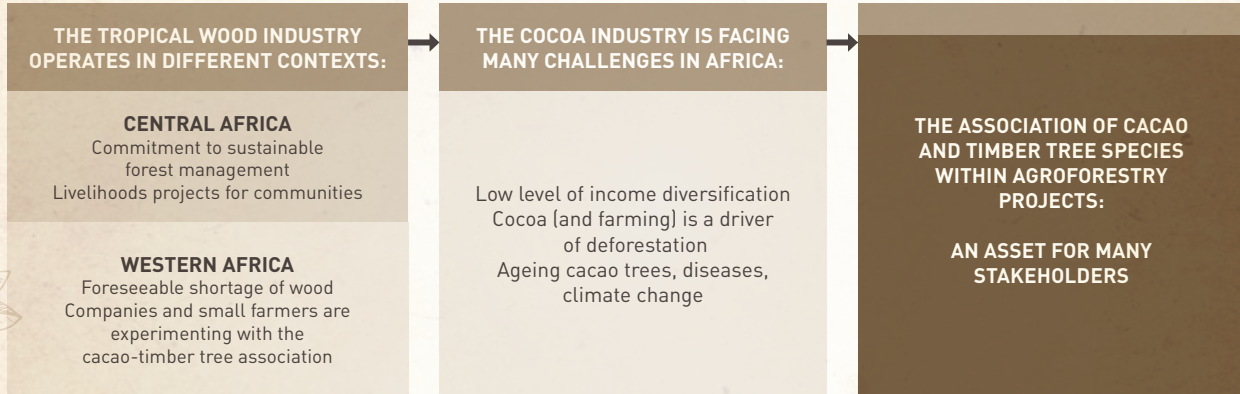 THE TROPICAL WOOD INDUSTRY
OPERATES IN DIFFERENT CONTEXTS:
CENTRAL AFRICA
Commitment to sustainable
forest management
Livelihoods projects for communities
WESTERN AFRICA
Foreseeable shortage of wood
Companies and small farmers are
experimenting with the
cacao-timber tree association
THE COCOA INDUSTRY IS FACING
MANY CHALLENGES IN AFRICA:
Low level of income diversification
Cocoa (and farming) is a driver
of deforestation
Ageing cacao trees, diseases,
climate change
THE ASSOCIATION OF CACAO
AND TIMBER TREE SPECIES
WITHIN AGROFORESTRY
PROJECTS:
AN ASSET FOR MANY
STAKEHOLDERS